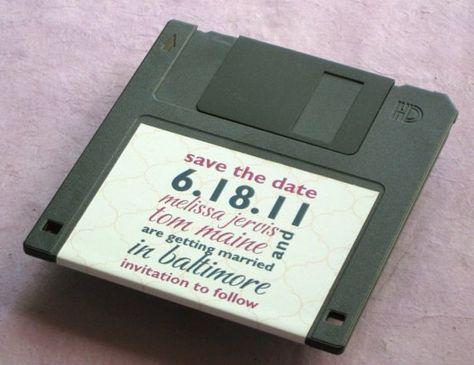 HD
save the date
6.18.11
melissa jervis
and
tom maine
are getting married
in baltimore
invitation to follow